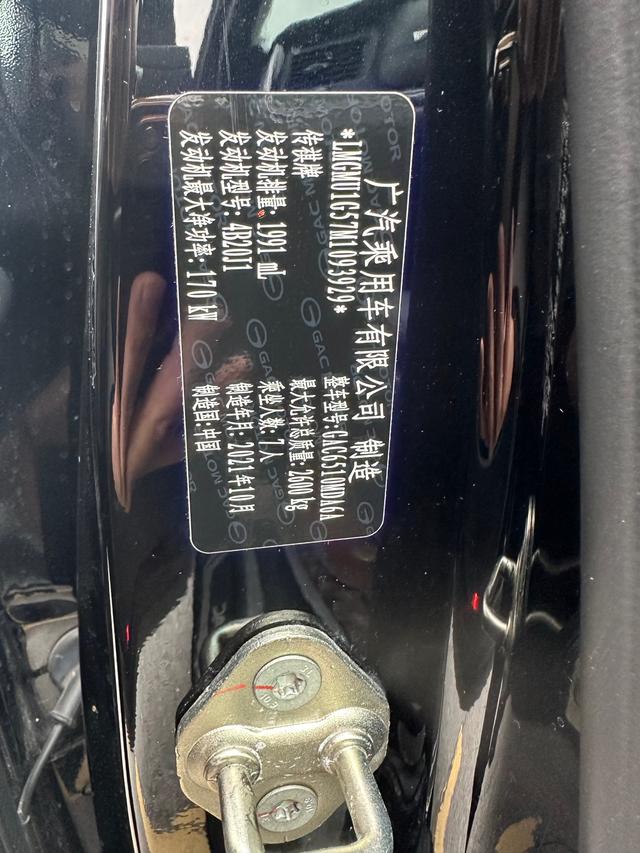 广汽乘用车有限公司 制造
*LMGMU1G57M1093929*
整车型号: GAC6510MDA6A
传祺牌
最大允许总质量: 2600 kg
发动机排量: 1991 ml
乘坐人数: 7人
发动机型号: 4B20J1
制造年月: 2021年10月
发动机最大净功率: 170 kW
制造国: 中国
GAC MOTOR